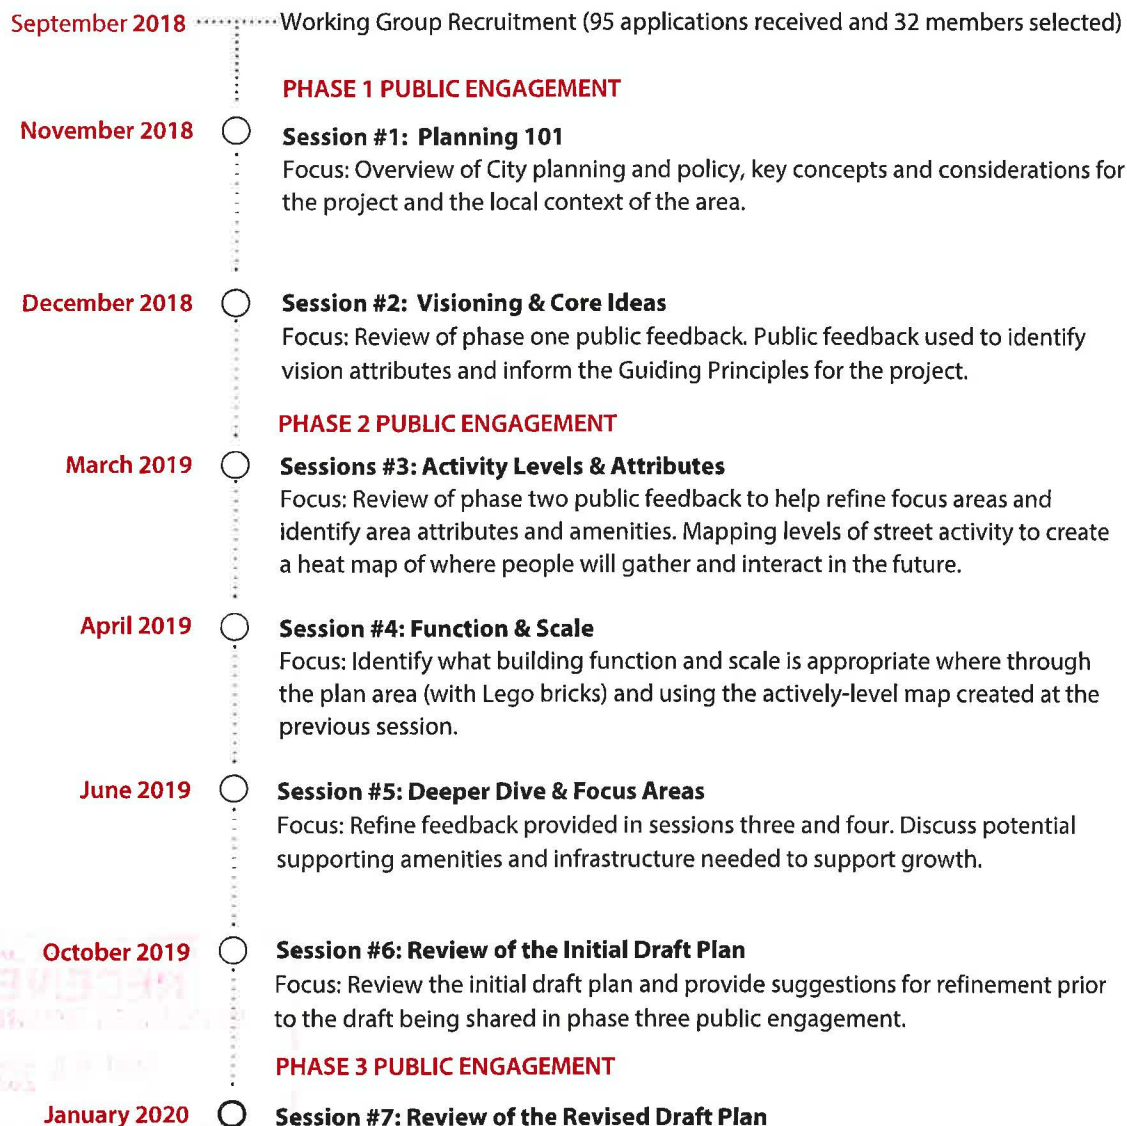 September 2018 Working Group Recruitment (95 applications received and 32 members selected)
PHASE 1 PUBLIC ENGAGEMENT
November 2018 Session #1: Planning 101
Focus: Overview of City planning and policy, key concepts and considerations for
the project and the local context of the area.
December 2018 Session #2: Visioning & Core Ideas
Focus: Review of phase one public feedback. Public feedback used to identify
vision attributes and inform the Guiding Principles for the project.
PHASE 2 PUBLIC ENGAGEMENT
March 2019 Sessions #3: Activity Levels & Attributes
Focus: Review of phase two public feedback to help refine focus areas and
identify area attributes and amenities. Mapping levels of street activity to create
a heat map of where people will gather and interact in the future.
April 2019 Session #4: Function & Scale
Focus: Identify what building function and scale is appropriate where through
the plan area (with Lego bricks) and using the actively-level map created at the
previous session.
June 2019 Session #5: Deeper Dive & Focus Areas
Focus: Refine feedback provided in sessions three and four. Discuss potential
supporting amenities and infrastructure needed to support growth.
October 2019 Session #6: Review of the Initial Draft Plan
Focus: Review the initial draft plan and provide suggestions for refinement prior
to the draft being shared in phase three public engagement.
PHASE 3 PUBLIC ENGAGEMENT
January 2020 Session #7: Review of the Revised Draft Plan